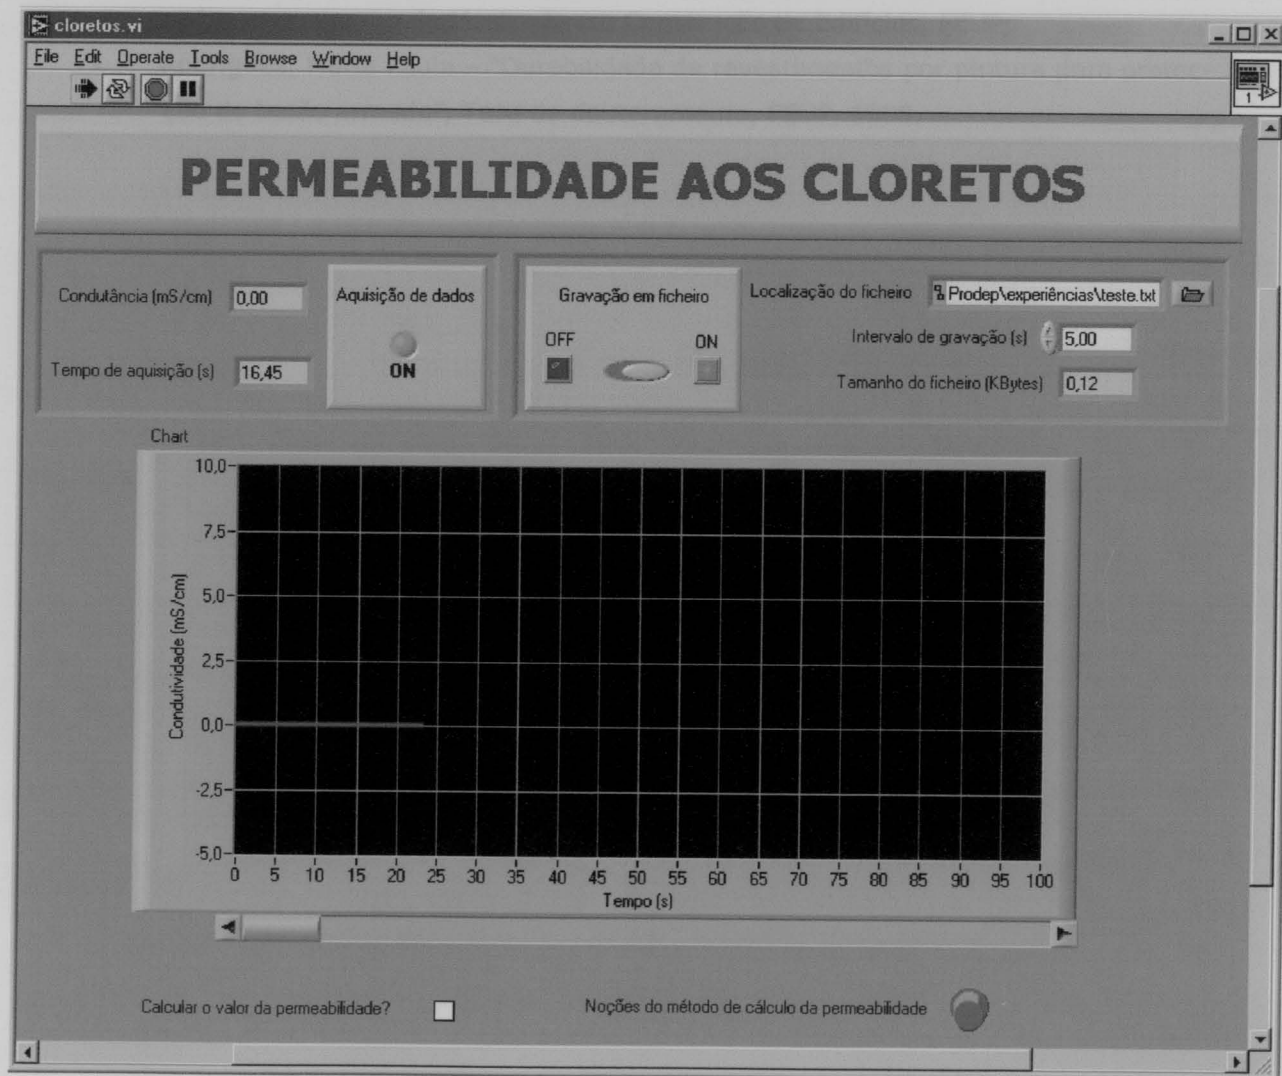 cloretos.vi
File Edit Operate Tools Browse Window Help
1
PERMEABILIDADE AOS CLORETOS
Condutância (mS/cm) 0,00
Tempo de aquisição (s) 16,45
Aquisição de dados
ON
Gravação em ficheiro
OFF ON
Localização do ficheiro Prodep\experiências\teste.txt
Intervalo de gravação (s) 5,00
Tamanho do ficheiro (KBytes) 0,12
Chart
10,0
7,5
5,0
2,5
0,0
-2,5
-5,0
Condutividade (mS/cm)
0 5 10 15 20 25 30 35 40 45 50 55 60 65 70 75 80 85 90 95 100
Tempo (s)
Calcular o valor da permeabilidade?
Noções do método de cálculo da permeabilidade